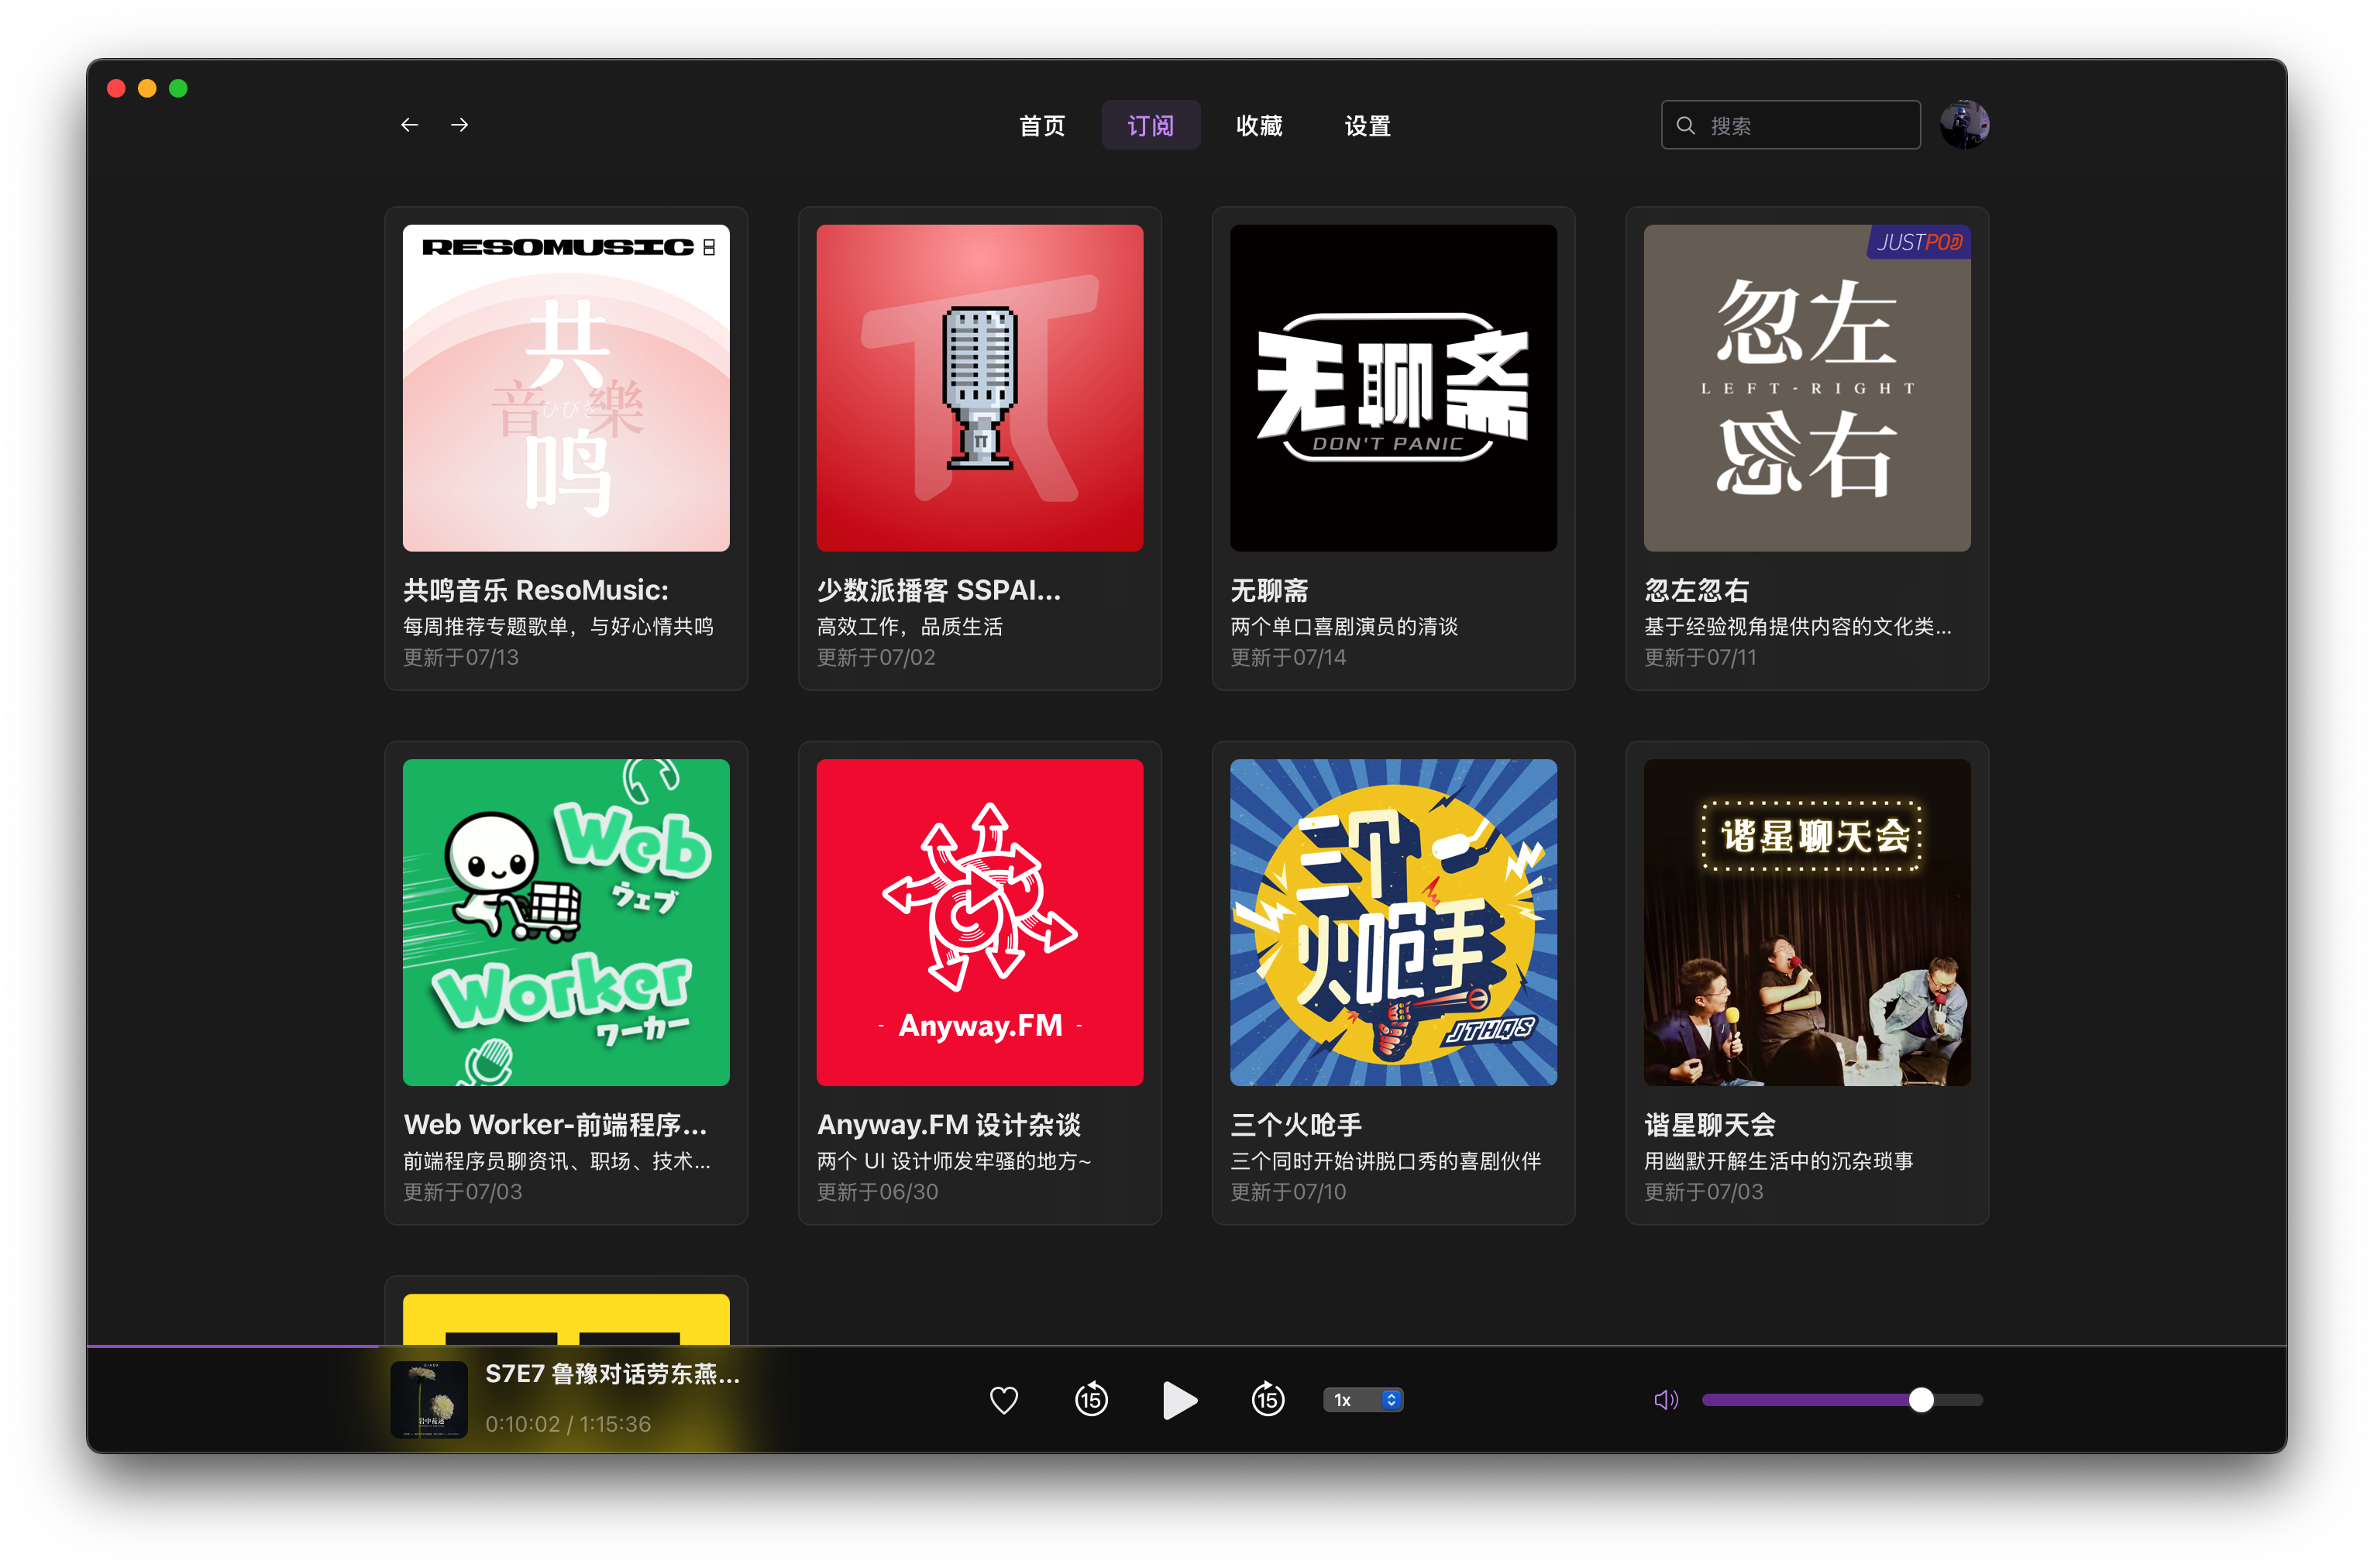 首页
订阅
收藏
设置
搜索
RESOMUSIC
共
音樂
ひびき
鸣
共鸣音乐 ResoMusic:
每周推荐专题歌单，与好心情共鸣
更新于07/13
少数派播客 SSPAI...
高效工作，品质生活
更新于07/02
无聊斋
DON'T PANIC
无聊斋
两个单口喜剧演员的清谈
更新于07/14
JUSTPOD
忽左
LEFT-RIGHT
忽右
忽左忽右
基于经验视角提供内容的文化类...
更新于07/11
Web
ウェブ
Worker
ワーカー
Web Worker-前端程序...
前端程序员聊资讯、职场、技术...
更新于07/03
- Anyway.FM -
Anyway.FM 设计杂谈
两个 UI 设计师发牢骚的地方~
更新于06/30
三个
火呛手
JTHQS
三个火呛手
三个同时开始讲脱口秀的喜剧伙伴
更新于07/10
谐星聊天会
谐星聊天会
用幽默开解生活中的沉杂琐事
更新于07/03
岩中花述
S7E7 鲁豫对话劳东燕...
0:10:02 / 1:15:36
15
15
1x